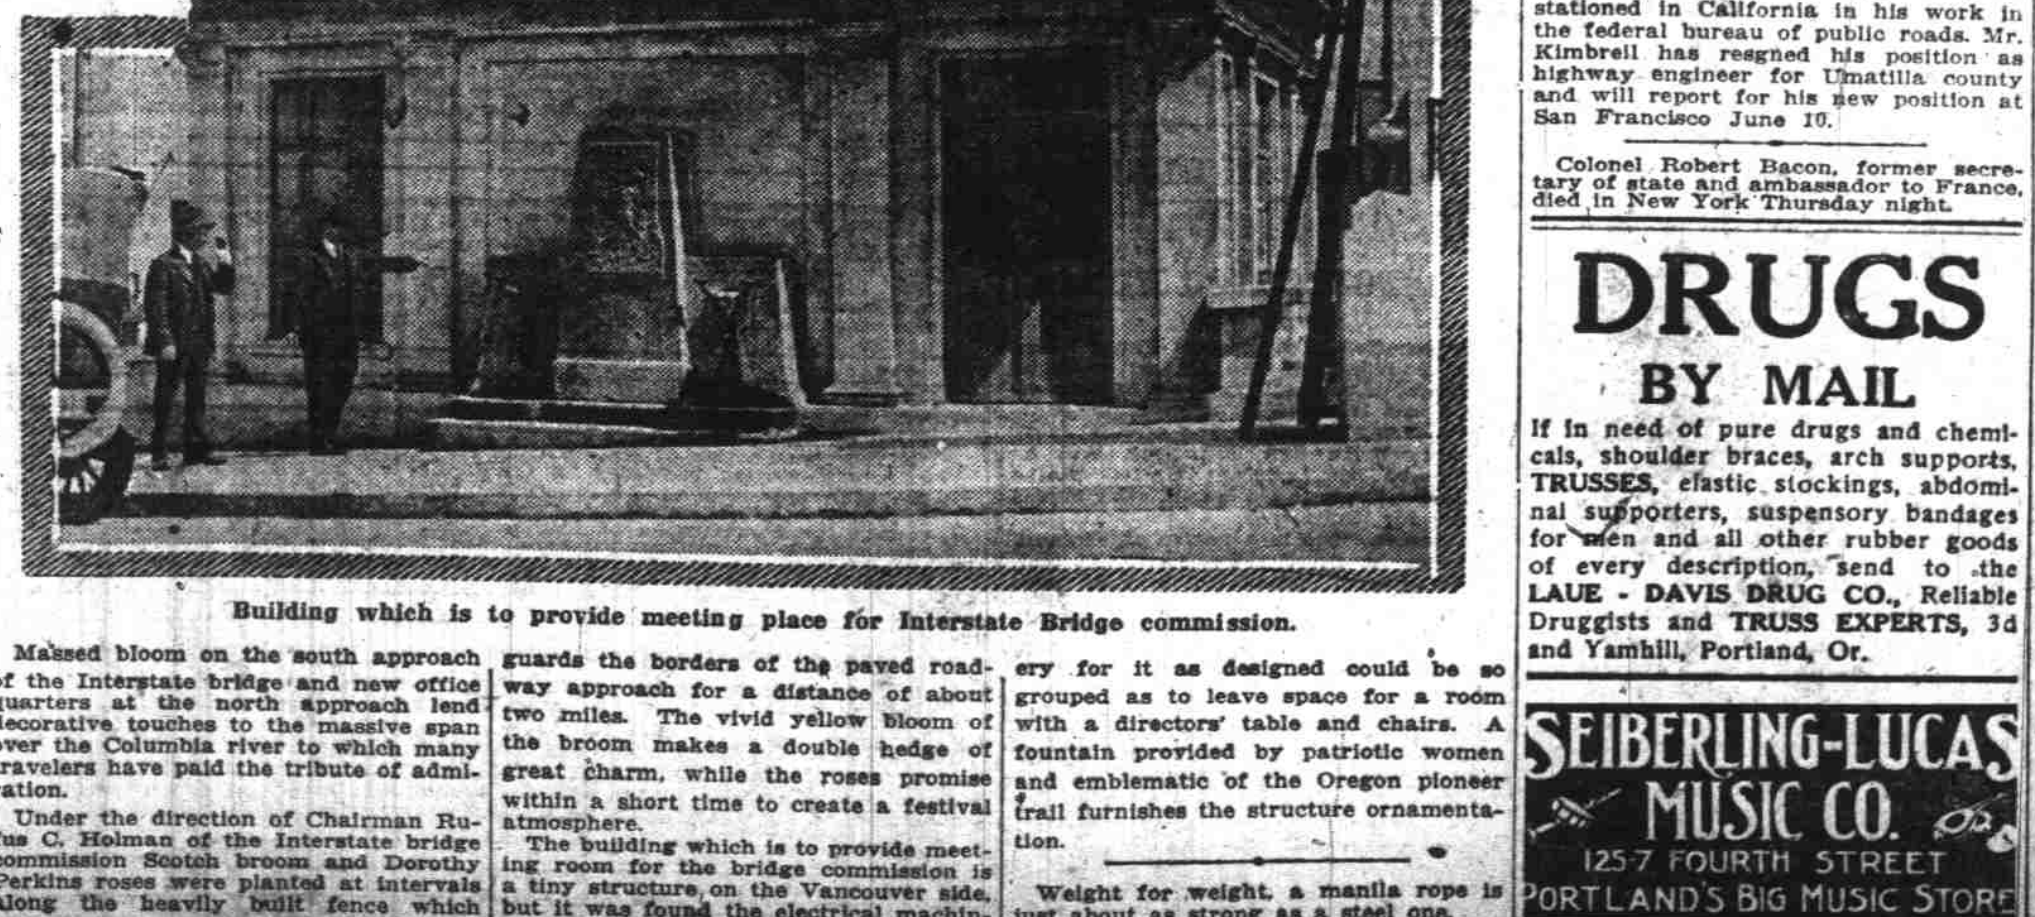 stationed in California in his work in
the federal bureau of public roads. Mr.
Kimbrell has resgned his position as
highway engineer for Umatilla county
and will report for his new position at
San Francisco June 10.
Colonel Robert Bacon, former secre-
tary of state and ambassador to France,
died in New York Thursday night.
DRUGS
BY MAIL
If in need of pure drugs and chemi-
cals, shoulder braces, arch supports,
TRUSSES, elastic stockings, abdomi-
nal supporters, suspensory bandages
for men and all other rubber goods
of every description, send to the
LAUE - DAVIS DRUG CO., Reliable
Druggists and TRUSS EXPERTS, 3d
and Yamhill, Portland, Or.
SEIBERLING-LUCAS
MUSIC CO.
125-7 FOURTH STREET
PORTLAND'S BIG MUSIC STORE
Building which is to provide meeting place for Interstate Bridge commission.
Massed bloom on the south approach
of the Interstate bridge and new office
quarters at the north approach lend
decorative touches to the massive span
over the Columbia river to which many
travelers have paid the tribute of admi-
ration.
Under the direction of Chairman Ru-
fus C. Holman of the Interstate bridge
commission Scotch broom and Dorothy
Perkins roses were planted at intervals
along the heavily built fence which
guards the borders of the paved road-
way approach for a distance of about
two miles. The vivid yellow bloom of
the broom makes a double hedge of
great charm, while the roses promise
within a short time to create a festival
atmosphere.
The building which is to provide meet-
ing room for the bridge commission is
a tiny structure on the Vancouver side,
but it was found the electrical machin-
ery for it as designed could be so
grouped as to leave space for a room
with a directors' table and chairs. A
fountain provided by patriotic women
and emblematic of the Oregon pioneer
trail furnishes the structure ornamenta-
tion.
Weight for weight, a manila rope is
just about as strong as a steel one.